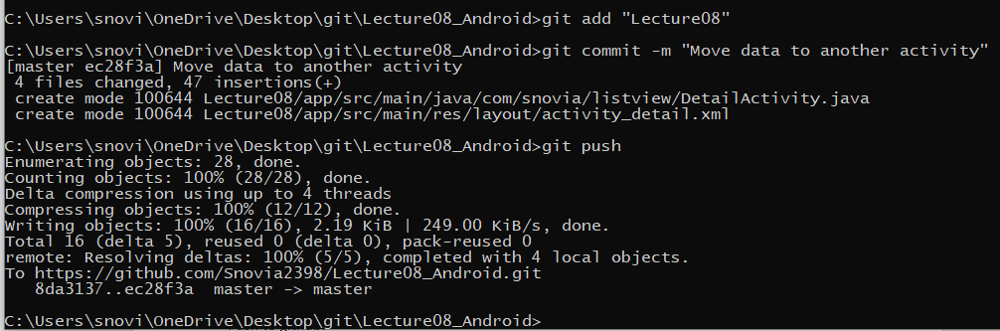 C:\Users\snovi\OneDrive\Desktop\git\Lecture08_Android>git add "Lecture08"
C:\Users\snovi\OneDrive\Desktop\git\Lecture08_Android>git commit -m "Move data to another activity"
[master ec28f3a] Move data to another activity
 4 files changed, 47 insertions(+)
 create mode 100644 Lecture08/app/src/main/java/com/snovia/listview/DetailActivity.java
 create mode 100644 Lecture08/app/src/main/res/layout/activity_detail.xml
C:\Users\snovi\OneDrive\Desktop\git\Lecture08_Android>git push
Enumerating objects: 28, done.
Counting objects: 100% (28/28), done.
Delta compression using up to 4 threads
Compressing objects: 100% (12/12), done.
Writing objects: 100% (16/16), 2.19 KiB | 249.00 KiB/s, done.
Total 16 (delta 5), reused 0 (delta 0), pack-reused 0
remote: Resolving deltas: 100% (5/5), completed with 4 local objects.
To https://github.com/Snovia2398/Lecture08_Android.git
   8da3137..ec28f3a  master -> master
C:\Users\snovi\OneDrive\Desktop\git\Lecture08_Android>